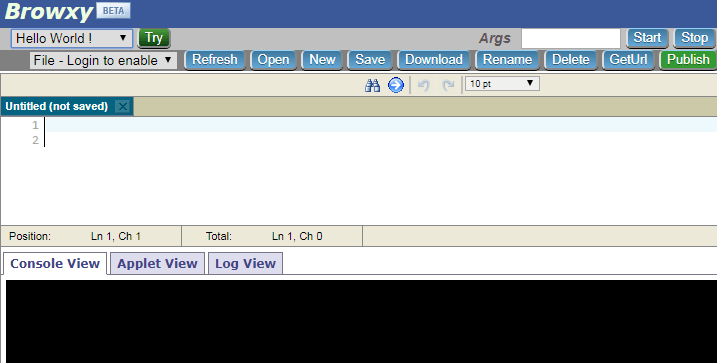 Browxy BETA
Hello World ! Try Args Start Stop
File - Login to enable Refresh Open New Save Download Rename Delete GetUrl Publish
10 pt
Untitled (not saved)
1
2
Position: Ln 1, Ch 1 Total: Ln 1, Ch 0
Console View Applet View Log View